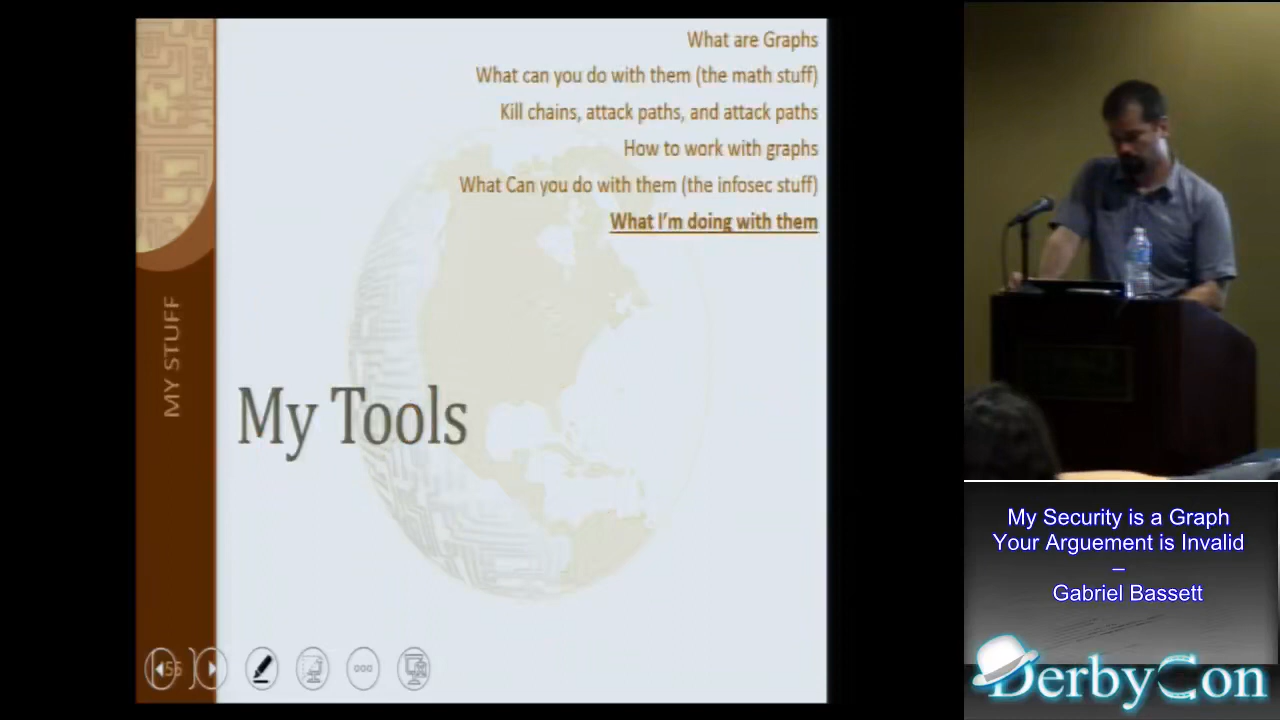 What are Graphs
What can you do with them (the math stuff)
Kill chains, attack paths, and attack paths
How to work with graphs
What Can you do with them (the infosec stuff)
What I'm doing with them
MY STUFF
My Tools
My Security is a Graph
Your Arguement is Invalid
–
Gabriel Bassett
DerbyCon